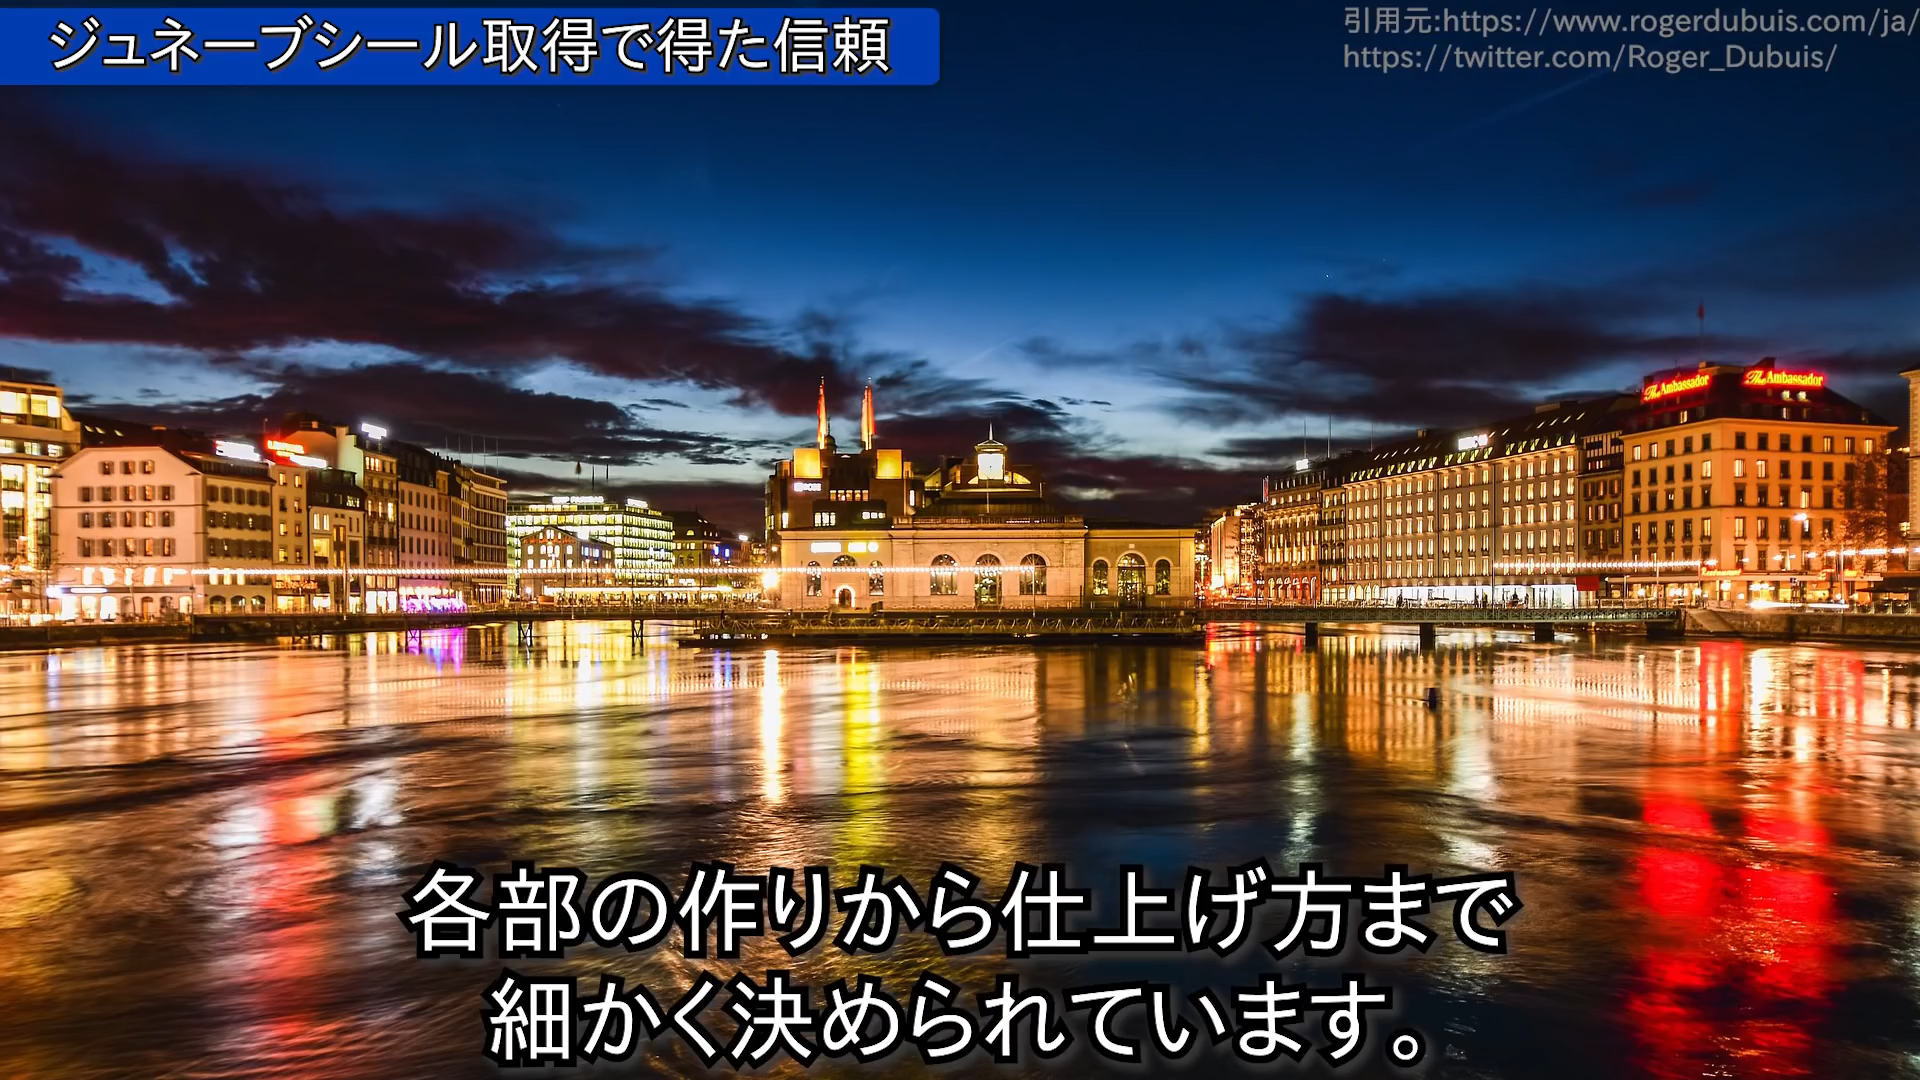 ジュネーブシール取得で得た信頼
引用元:https://www.rogerdubuis.com/ja/
https://twitter.com/Roger_Dubuis/
The Ambassador
The Ambassador
各部の作りから仕上げ方まで
細かく決められています。